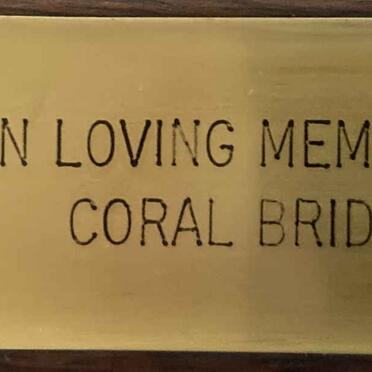 N LOVING MEM
CORAL BRID